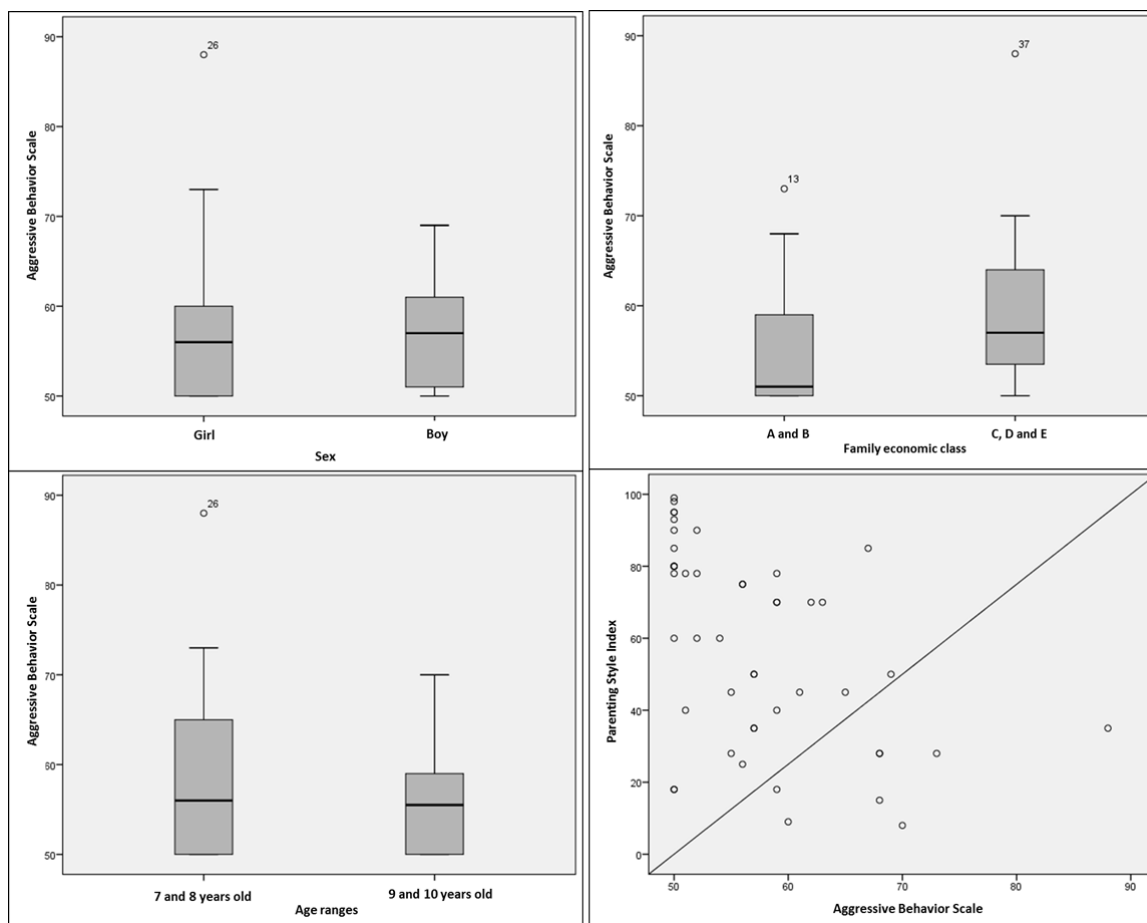 Aggressive Behavior Scale
90
80
70
60
50
26
Girl
Boy
Sex
Aggressive Behavior Scale
90
80
70
60
50
13
37
A and B
C, D and E
Family economic class
Aggressive Behavior Scale
90
80
70
60
50
26
7 and 8 years old
9 and 10 years old
Age ranges
Parenting Style Index
100
80
60
40
20
0
50
60
70
80
90
Aggressive Behavior Scale